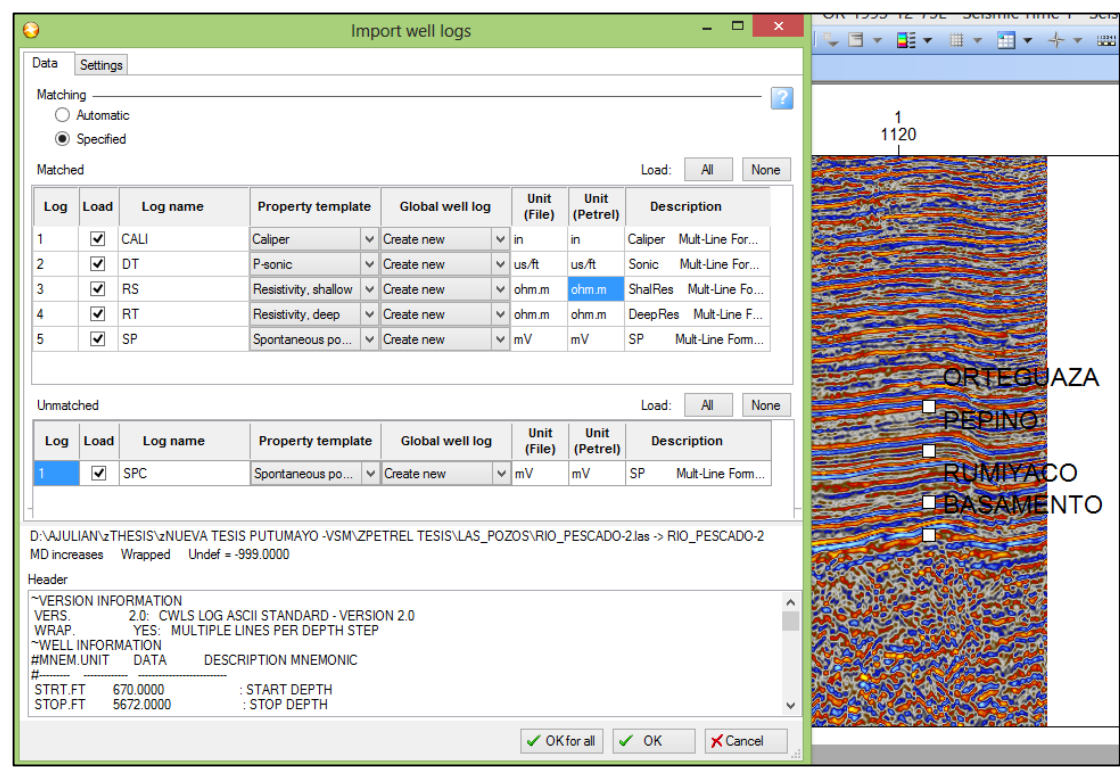 Import well logs
Data Settings
Matching
Automatic
Specified
Matched Load: All None
Log Load Log name Property template Global well log Unit (File) Unit (Petrel) Description
1 CALI Caliper Create new in in Caliper Mult-Line For...
2 DT P-sonic Create new us/ft us/ft Sonic Mult-Line For...
3 RS Resistivity, shallow Create new ohm.m ohm.m ShalRes Mult-Line Fo...
4 RT Resistivity, deep Create new ohm.m ohm.m DeepRes Mult-Line F...
5 SP Spontaneous po... Create new mV mV SP Mult-Line Form...
Unmatched Load: All None
Log Load Log name Property template Global well log Unit (File) Unit (Petrel) Description
1 SPC Spontaneous po... Create new mV mV SP Mult-Line Form...
D:\AJULIAN\zTHESIS\zNUEVA TESIS PUTUMAYO -VSM\ZPETREL TESIS\LAS_POZOS\RIO_PESCADO-2.las -> RIO_PESCADO-2
MD increases Wrapped Undef = -999.0000
Header
~VERSION INFORMATION
VERS. 2.0: CWLS LOG ASCII STANDARD - VERSION 2.0
WRAP. YES: MULTIPLE LINES PER DEPTH STEP
~WELL INFORMATION
#MNEM.UNIT DATA DESCRIPTION MNEMONIC
#--------- ------------- --------------------------
STRT.FT 670.0000 : START DEPTH
STOP.FT 5672.0000 : STOP DEPTH
OK for all OK Cancel
1
1120
ORTEGUAZA
PEPINO
RUMIYACO
BASAMENTO